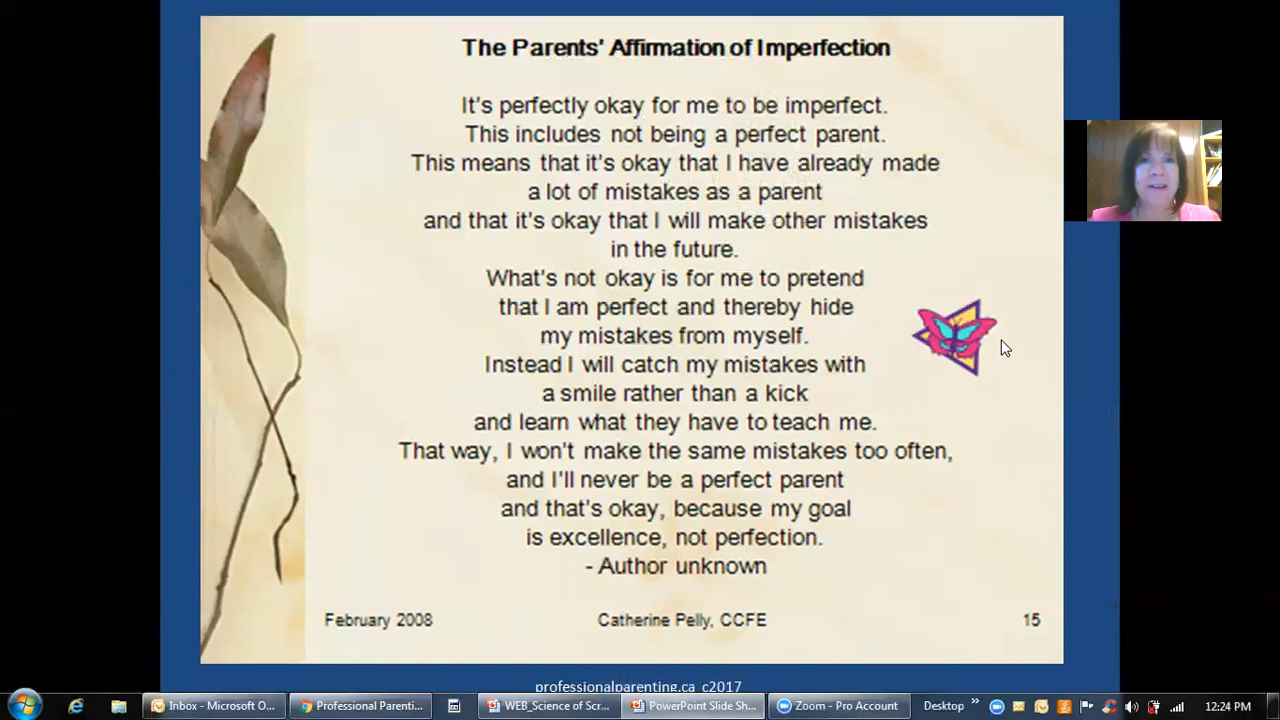 The Parents' Affirmation of Imperfection
It's perfectly okay for me to be imperfect.
This includes not being a perfect parent.
This means that it's okay that I have already made
a lot of mistakes as a parent
and that it's okay that I will make other mistakes
in the future.
What's not okay is for me to pretend
that I am perfect and thereby hide
my mistakes from myself.
Instead I will catch my mistakes with
a smile rather than a kick
and learn what they have to teach me.
That way, I won't make the same mistakes too often,
and I'll never be a perfect parent
and that's okay, because my goal
is excellence, not perfection.
- Author unknown
February 2008 Catherine Pelly, CCFE 15
professionalparenting.ca c2017
Inbox - Microsoft O... Professional Parenti... WEB_Science of Scr... PowerPoint Slide Sh... Zoom - Pro Account Desktop » 12:24 PM